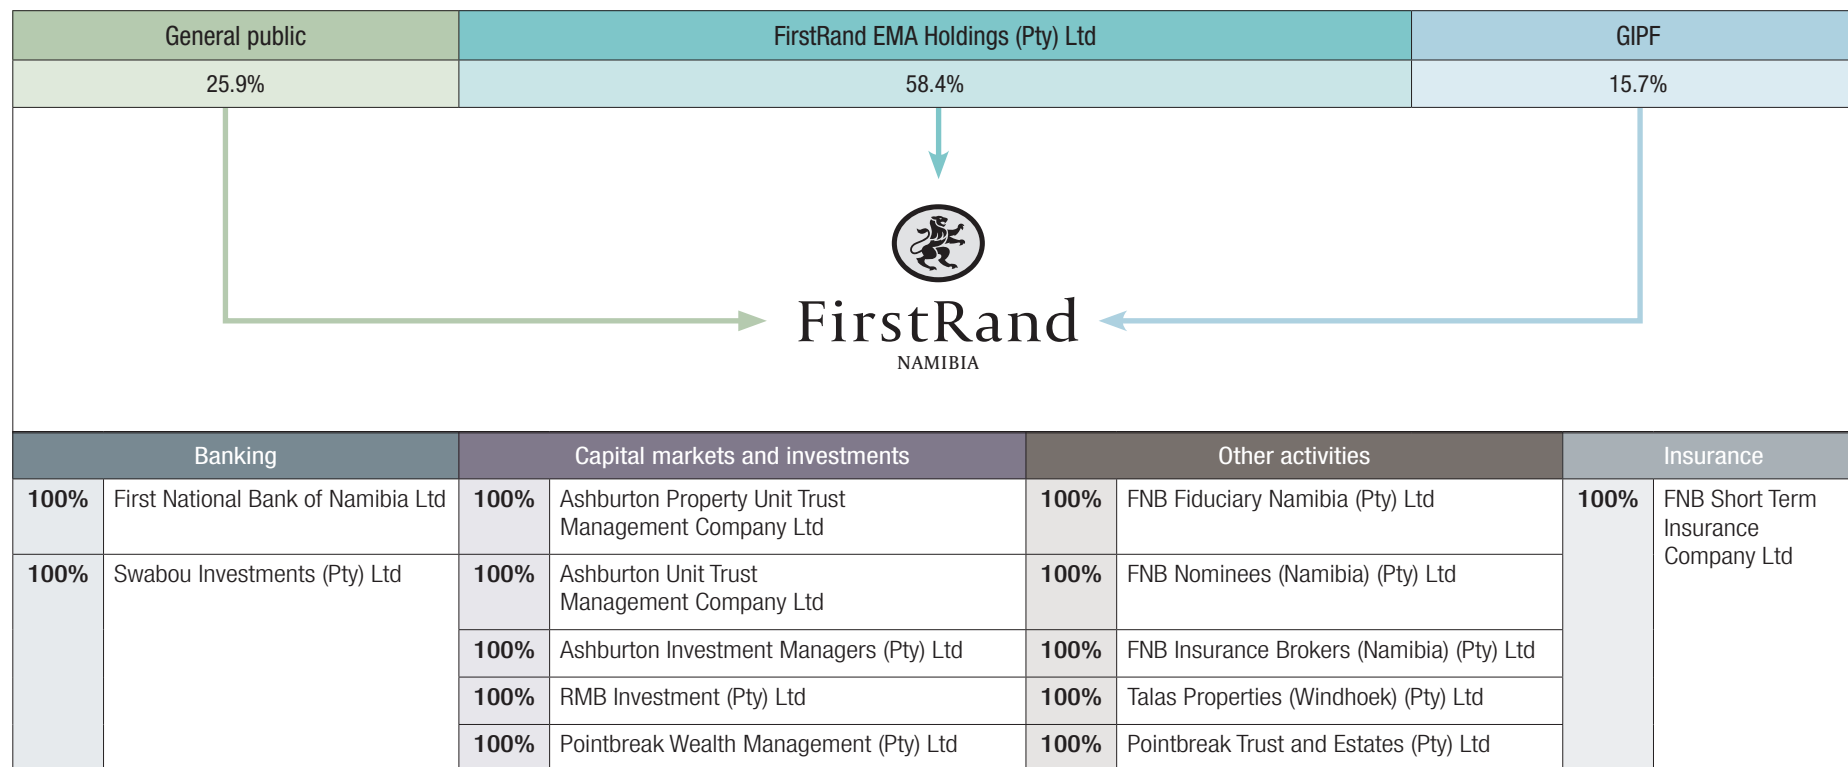 General public FirstRand EMA Holdings (Pty) Ltd GIPF
25.9% 58.4% 15.7%
FirstRand
NAMIBIA
Banking Capital markets and investments Other activities Insurance
100% First National Bank of Namibia Ltd 100% Ashburton Property Unit Trust 100% FNB Fiduciary Namibia (Pty) Ltd 100% FNB Short Term
Management Company Ltd Insurance
Company Ltd
100% Swabou Investments (Pty) Ltd 100% Ashburton Unit Trust 100% FNB Nominees (Namibia) (Pty) Ltd
Management Company Ltd
100% Ashburton Investment Managers (Pty) Ltd 100% FNB Insurance Brokers (Namibia) (Pty) Ltd
100% RMB Investment (Pty) Ltd 100% Talas Properties (Windhoek) (Pty) Ltd
100% Pointbreak Wealth Management (Pty) Ltd 100% Pointbreak Trust and Estates (Pty) Ltd